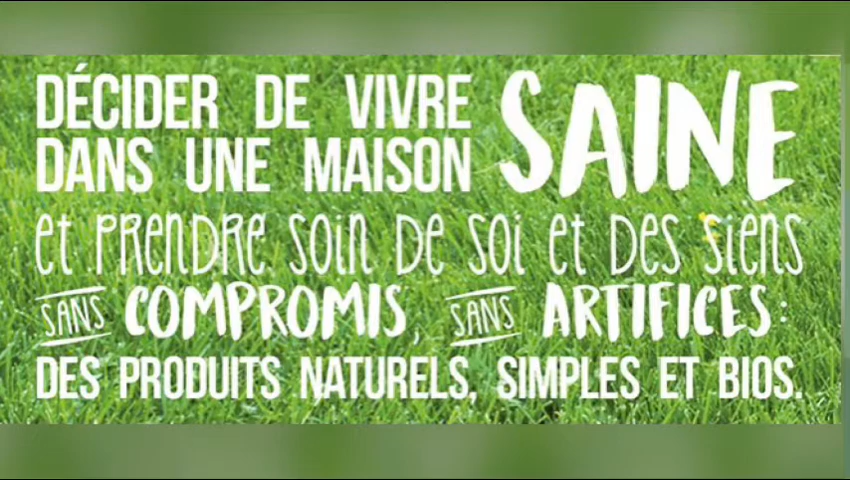 DÉCIDER DE VIVRE SAINE
DANS UNE MAISON
et prendre soin de soi et des siens
SANS COMPROMIS, SANS ARTIFICES :
DES PRODUITS NATURELS, SIMPLES ET BIOS.